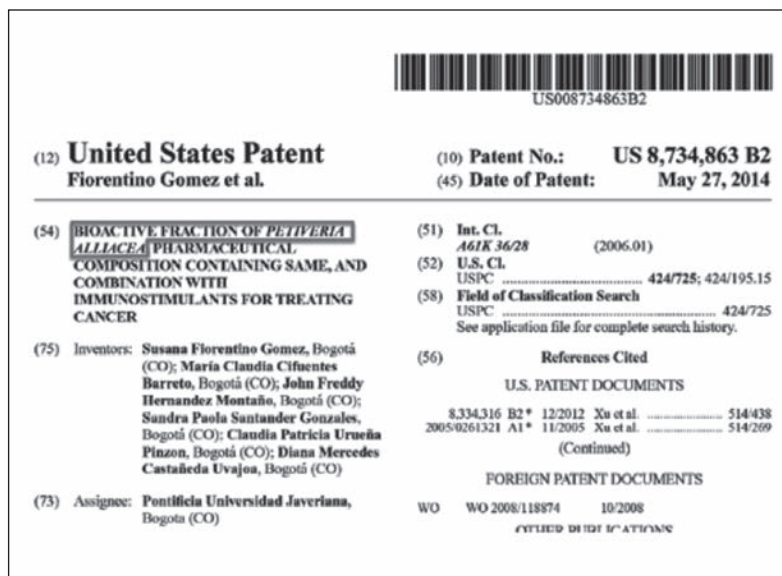 US008734863B2
(12) United States Patent
Fiorentino Gomez et al.
(10) Patent No.: US 8,734,863 B2
(45) Date of Patent: May 27, 2014
(54) BIOACTIVE FRACTION OF PETIVERIA
ALLIACEA PHARMACEUTICAL
COMPOSITION CONTAINING SAME, AND
COMBINATION WITH
IMMUNOSTIMULANTS FOR TREATING
CANCER
(75) Inventors: Susana Fiorentino Gomez, Bogotá
(CO); María Claudia Cifuentes
Barreto, Bogotá (CO); John Freddy
Hernandez Montaño, Bogotá (CO);
Sandra Paola Santander Gonzales,
Bogotá (CO); Claudia Patricia Urueña
Pinzon, Bogotá (CO); Diana Mercedes
Castañeda Uvajoa, Bogotá (CO)
(73) Assignee: Pontificia Universidad Javeriana,
Bogota (CO)
(51) Int. Cl.
A61K 36/28 (2006.01)
(52) U.S. Cl.
USPC ............................ 424/725; 424/195.15
(58) Field of Classification Search
USPC .......................................... 424/725
See application file for complete search history.
(56) References Cited
U.S. PATENT DOCUMENTS
8,334,316 B2* 12/2012 Xu et al. .................. 514/438
2005/0261321 A1* 11/2005 Xu et al. .................. 514/269
(Continued)
FOREIGN PATENT DOCUMENTS
WO WO 2008/118874 10/2008
OTHER PUBLICATIONS